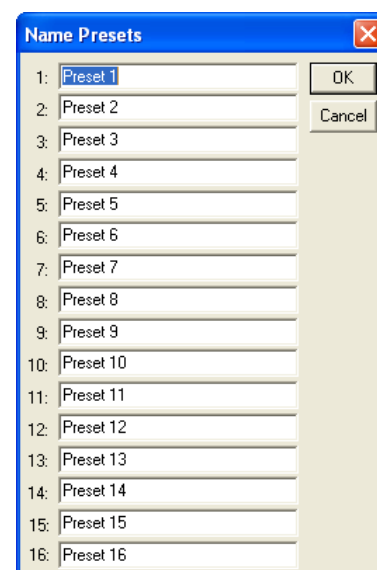 Name Presets
1: Preset 1 OK
2: Preset 2 Cancel
3: Preset 3
4: Preset 4
5: Preset 5
6: Preset 6
7: Preset 7
8: Preset 8
9: Preset 9
10: Preset 10
11: Preset 11
12: Preset 12
13: Preset 13
14: Preset 14
15: Preset 15
16: Preset 16